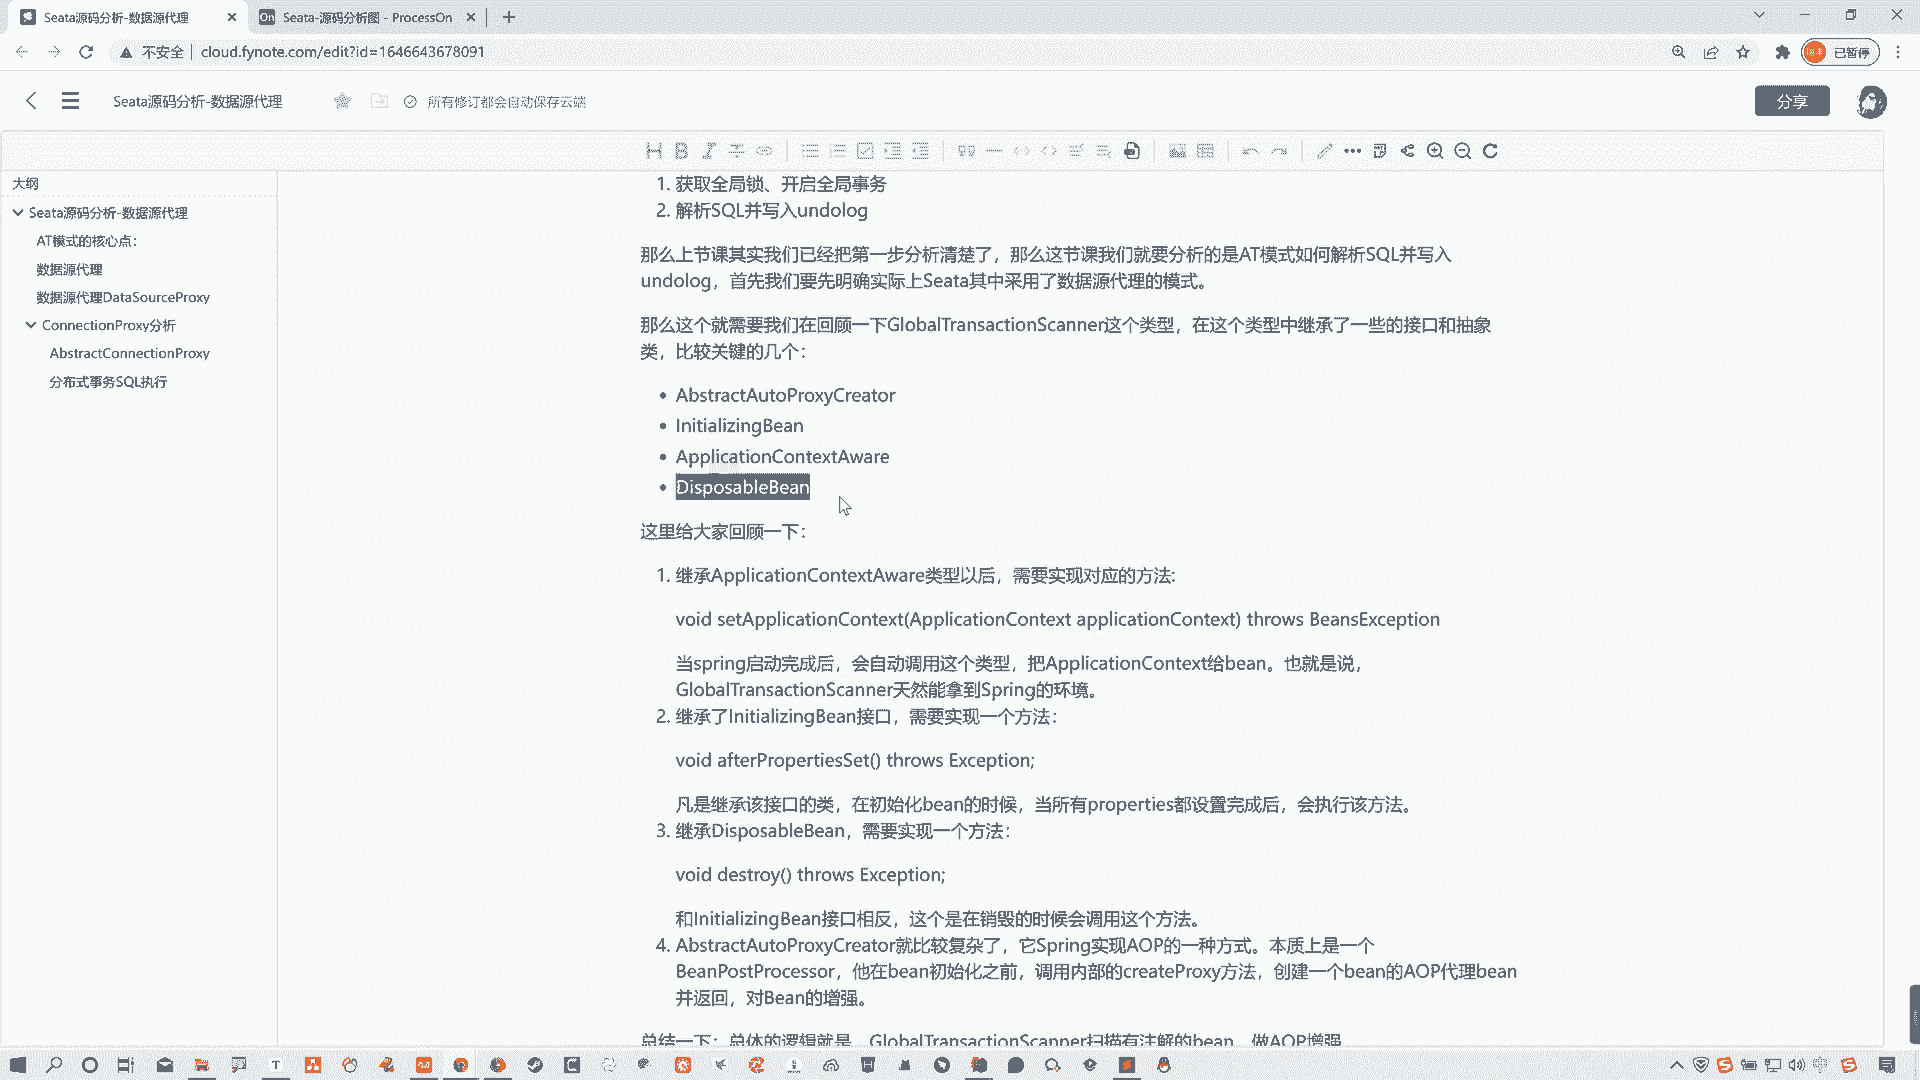 Seata源码分析-数据源代理
Seata-源码分析图 - ProcessOn
不安全
cloud.fynote.com/edit?id=1646643678091
已暂停
Seata源码分析-数据源代理
所有修订都会自动保存云端
分享
大纲
Seata源码分析-数据源代理
AT模式的核心点：
数据源代理
数据源代理DataSourceProxy
ConnectionProxy分析
AbstractConnectionProxy
分布式事务SQL执行
1. 获取全局锁、开启全局事务
2. 解析SQL并写入undolog
那么上节课其实我们已经把第一步分析清楚了，那么这节课我们就要分析的是AT模式如何解析SQL并写入
undolog，首先我们要先明确实际上Seata其中采用了数据源代理的模式。
那么这个就需要我们在回顾一下GlobalTransactionScanner这个类型，在这个类型中继承了一些的接口和抽象
类，比较关键的几个：
• AbstractAutoProxyCreator
• InitializingBean
• ApplicationContextAware
• DisposableBean
这里给大家回顾一下：
1. 继承ApplicationContextAware类型以后，需要实现对应的方法:
void setApplicationContext(ApplicationContext applicationContext) throws BeansException
当spring启动完成后，会自动调用这个类型，把ApplicationContext给bean。也就是说，
GlobalTransactionScanner天然能拿到Spring的环境。
2. 继承了InitializingBean接口，需要实现一个方法：
void afterPropertiesSet() throws Exception;
凡是继承该接口的类，在初始化bean的时候，当所有properties都设置完成后，会执行该方法。
3. 继承DisposableBean，需要实现一个方法：
void destroy() throws Exception;
和InitializingBean接口相反，这个是在销毁的时候会调用这个方法。
4. AbstractAutoProxyCreator就比较复杂了，它Spring实现AOP的一种方式。本质上是一个
BeanPostProcessor，他在bean初始化之前，调用内部的createProxy方法，创建一个bean的AOP代理bean
并返回，对Bean的增强。
总结一下：总体的逻辑就是，GlobalTransactionScanner扫描有注解的bean，做AOP增强